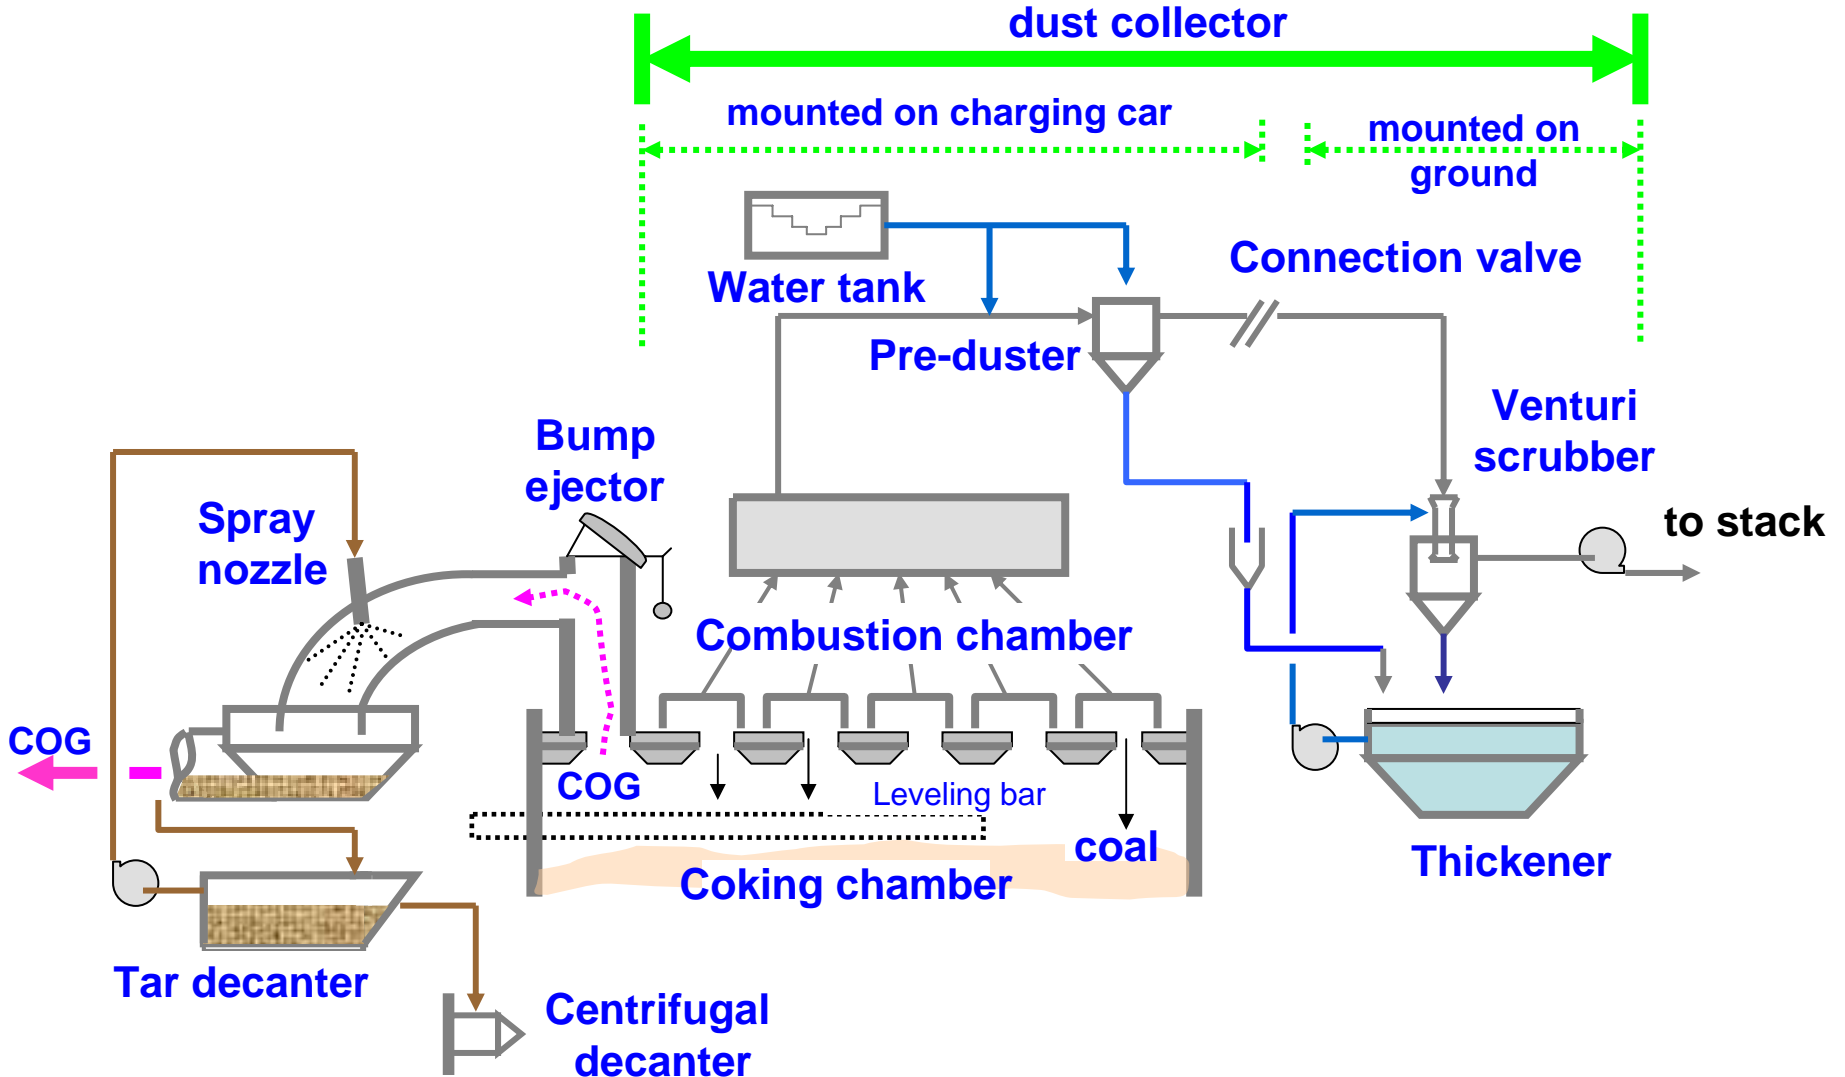 dust collector
mounted on charging car
mounted on
ground
Water tank
Connection valve
Pre-duster
Venturi
scrubber
Bump
ejector
Spray
nozzle
to stack
Combustion chamber
COG
COG
Leveling bar
coal
Coking chamber
Thickener
Tar decanter
Centrifugal
decanter